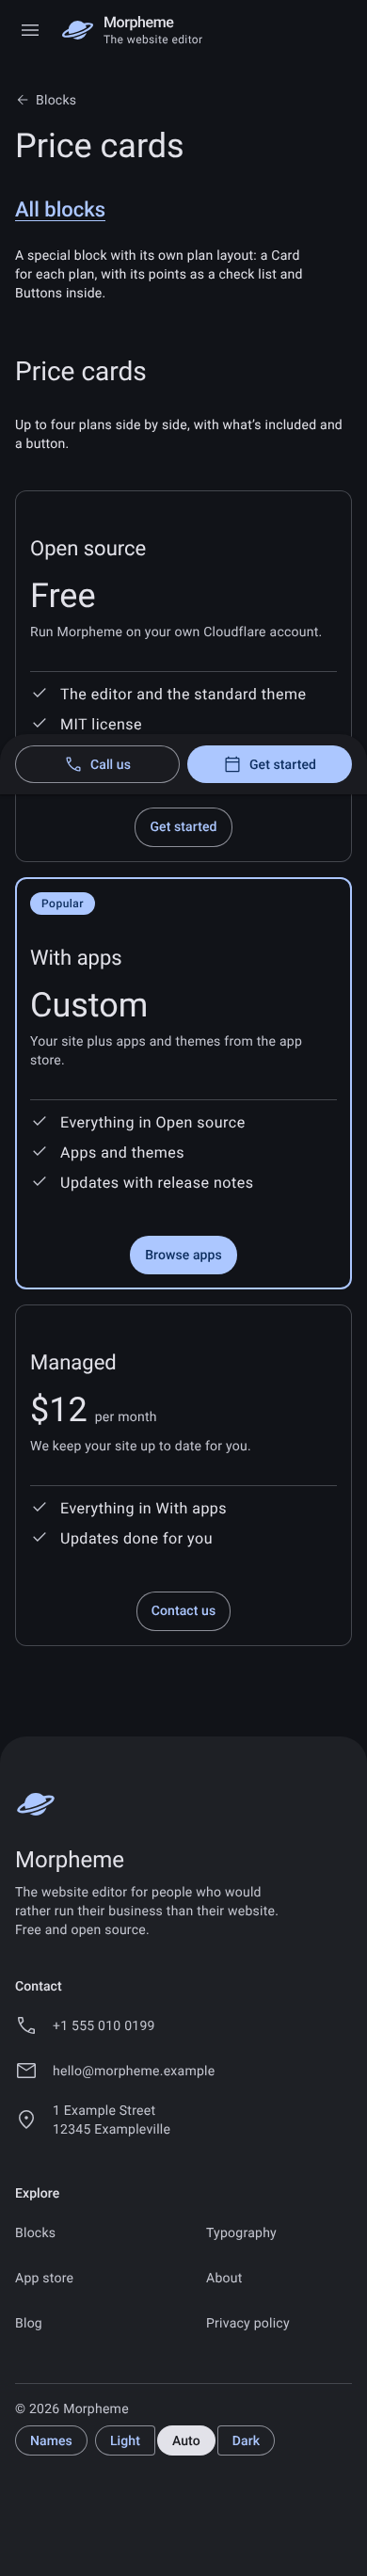 Morpheme
The website editor
Blocks
Price cards
All blocks
A special block with its own plan layout: a Card
for each plan, with its points as a check list and
Buttons inside.
Price cards
Up to four plans side by side, with what’s included and
a button.
Open source
Free
Run Morpheme on your own Cloudflare account.
The editor and the standard theme
MIT license
Call us
Get started
Get started
Popular
With apps
Custom
Your site plus apps and themes from the app
store.
Everything in Open source
Apps and themes
Updates with release notes
Browse apps
Managed
$12 per month
We keep your site up to date for you.
Everything in With apps
Updates done for you
Contact us
Morpheme
The website editor for people who would
rather run their business than their website.
Free and open source.
Contact
+1 555 010 0199
hello@morpheme.example
1 Example Street
12345 Exampleville
Explore
Blocks
Typography
App store
About
Blog
Privacy policy
© 2026 Morpheme
Names
Light
Auto
Dark